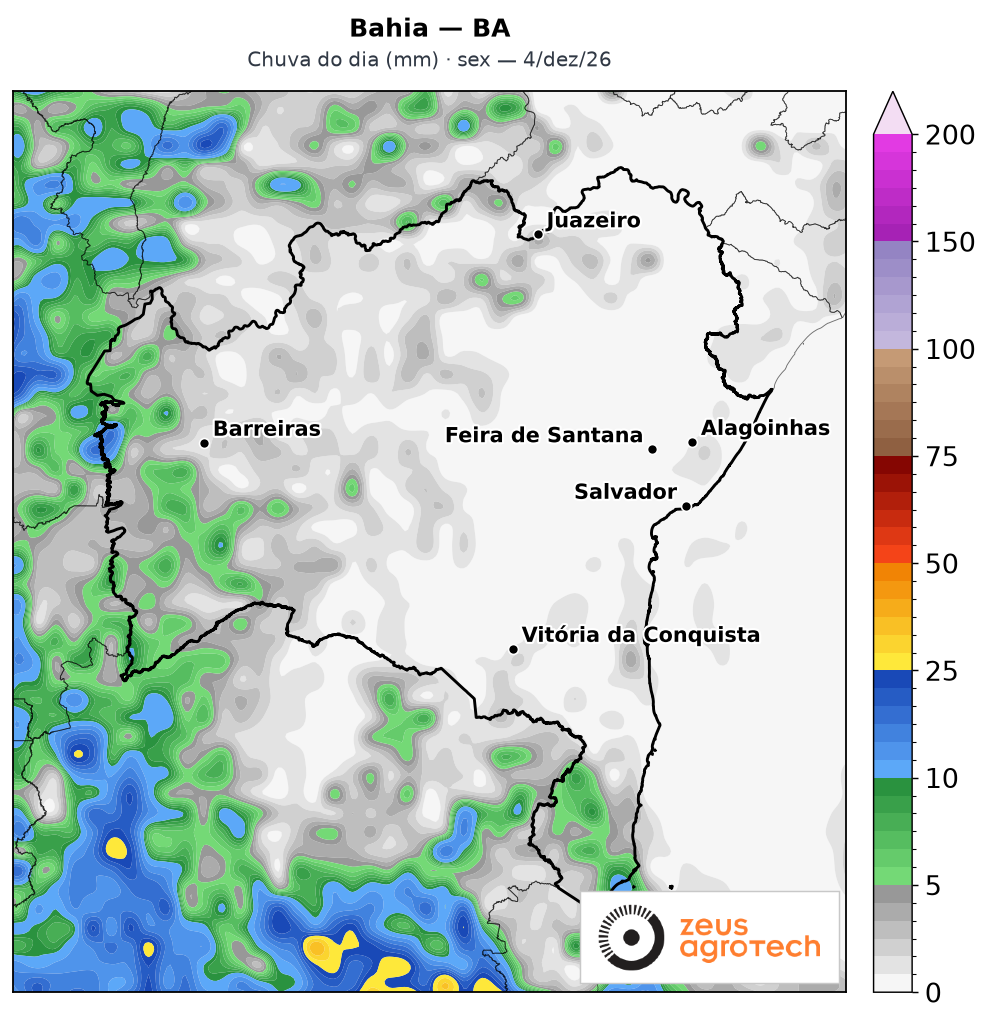 Bahia — BA
Chuva do dia (mm) · sex — 4/dez/26
Juazeiro
Barreiras
Feira de Santana
Alagoinhas
Salvador
Vitória da Conquista
200
150
100
75
50
25
10
5
0
zeus
agrotech